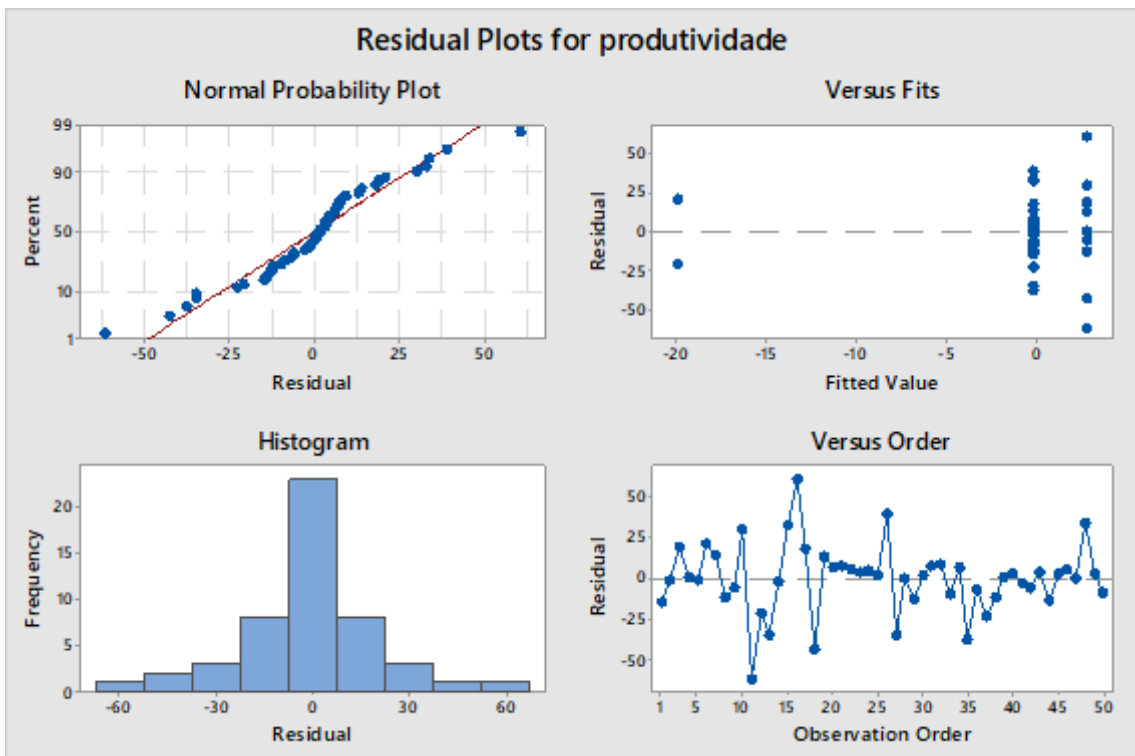 Residual Plots for produtividade
Normal Probability Plot
Versus Fits
99
90
50
10
1
Percent
-50 -25 0 25 50
Residual
50
25
0
-25
-50
Residual
-20 -15 -10 -5 0
Fitted Value
Histogram
Versus Order
20
15
10
5
0
Frequency
-60 -30 0 30 60
Residual
50
25
0
-25
-50
Residual
1 5 10 15 20 25 30 35 40 45 50
Observation Order